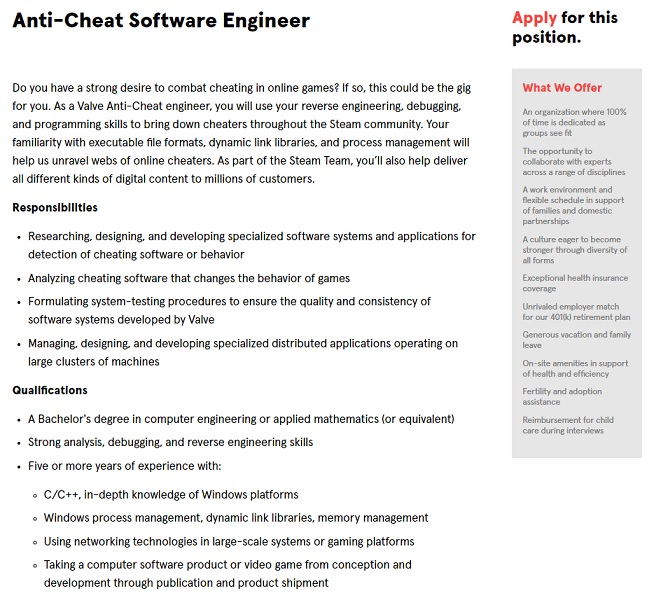 Anti-Cheat Software Engineer
Do you have a strong desire to combat cheating in online games? If so, this could be the gig
for you. As a Valve Anti-Cheat engineer, you will use your reverse engineering, debugging,
and programming skills to bring down cheaters throughout the Steam community. Your
familiarity with executable file formats, dynamic link libraries, and process management will
help us unravel webs of online cheaters. As part of the Steam Team, you’ll also help deliver
all different kinds of digital content to millions of customers.
Responsibilities
• Researching, designing, and developing specialized software systems and applications for
detection of cheating software or behavior
• Analyzing cheating software that changes the behavior of games
• Formulating system-testing procedures to ensure the quality and consistency of
software systems developed by Valve
• Managing, designing, and developing specialized distributed applications operating on
large clusters of machines
Qualifications
• A Bachelor's degree in computer engineering or applied mathematics (or equivalent)
• Strong analysis, debugging, and reverse engineering skills
• Five or more years of experience with:
◦ C/C++, in-depth knowledge of Windows platforms
◦ Windows process management, dynamic link libraries, memory management
◦ Using networking technologies in large-scale systems or gaming platforms
◦ Taking a computer software product or video game from conception and
development through publication and product shipment
Apply for this
position.
What We Offer
An organization where 100%
of time is dedicated as
groups see fit
The opportunity to
collaborate with experts
across a range of disciplines
A work environment and
flexible schedule in support
of families and domestic
partnerships
A culture eager to become
stronger through diversity of
all forms
Exceptional health insurance
coverage
Unrivaled employer match
for our 401(k) retirement plan
Generous vacation and family
leave
On-site amenities in support
of health and efficiency
Fertility and adoption
assistance
Reimbursement for child
care during interviews